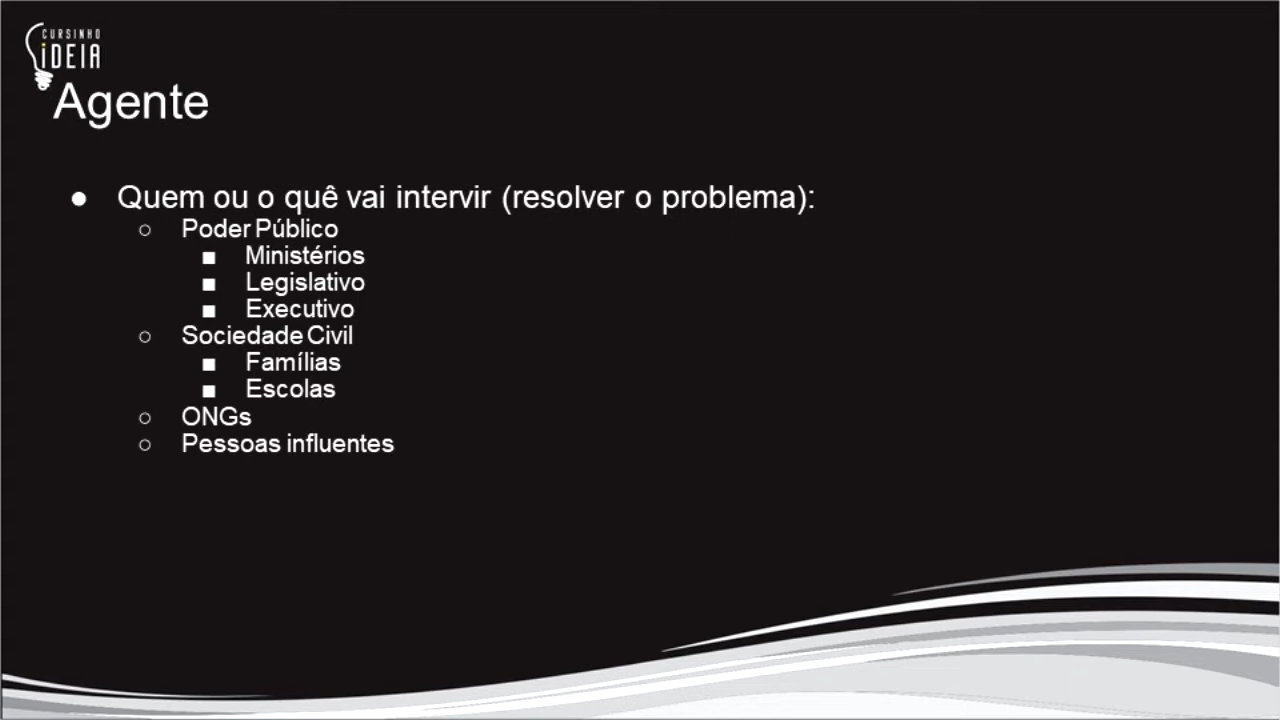 CURSINHO
iDEIA
Agente
● Quem ou o quê vai intervir (resolver o problema):
○ Poder Público
■ Ministérios
■ Legislativo
■ Executivo
○ Sociedade Civil
■ Famílias
■ Escolas
○ ONGs
○ Pessoas influentes